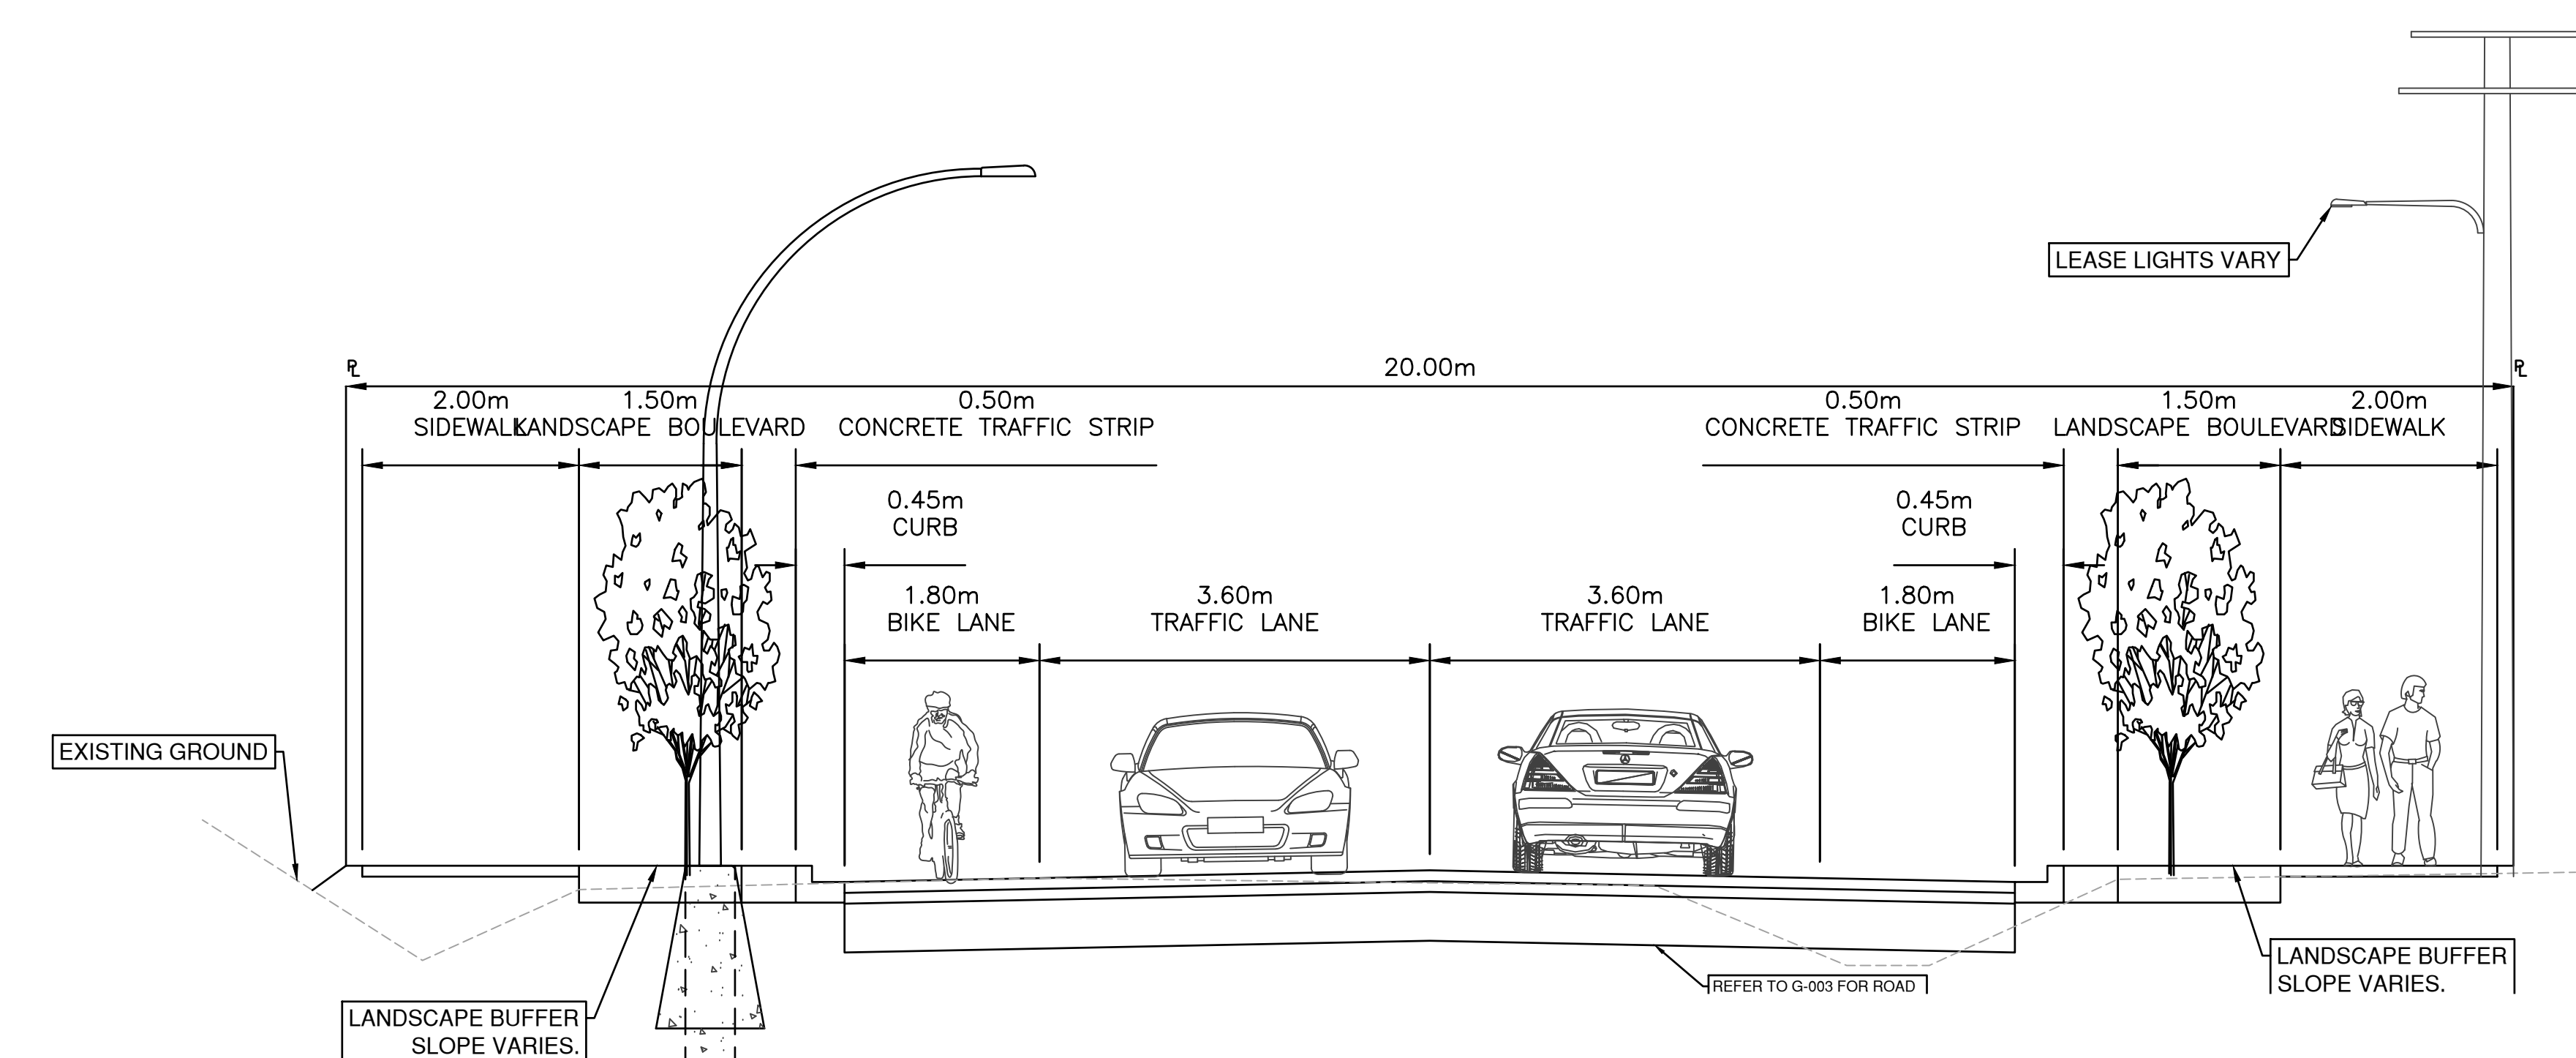 LEASE LIGHTS VARY
℄
20.00m
℄
2.00m
SIDEWALK
1.50m
LANDSCAPE BOULEVARD
0.50m
CONCRETE TRAFFIC STRIP
0.50m
CONCRETE TRAFFIC STRIP
1.50m
LANDSCAPE BOULEVARD
2.00m
SIDEWALK
0.45m
CURB
0.45m
CURB
1.80m
BIKE LANE
3.60m
TRAFFIC LANE
3.60m
TRAFFIC LANE
1.80m
BIKE LANE
EXISTING GROUND
LANDSCAPE BUFFER
SLOPE VARIES.
REFER TO G-003 FOR ROAD
LANDSCAPE BUFFER
SLOPE VARIES.